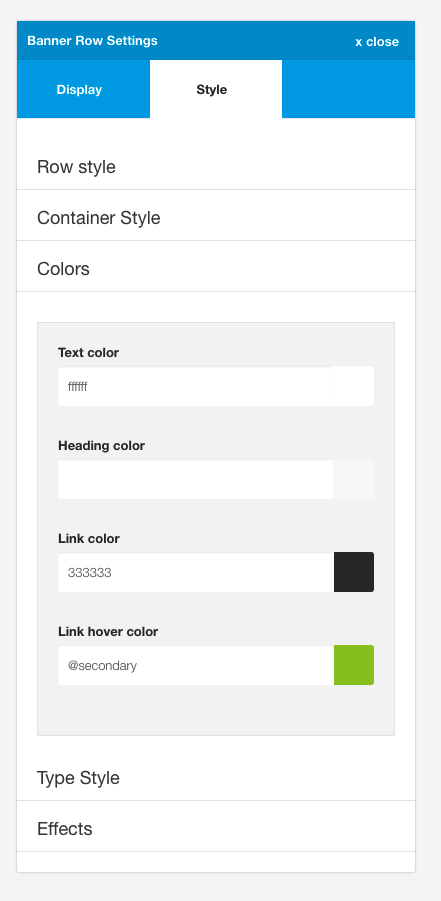 Banner Row Settings x close
Display Style
Row style
Container Style
Colors
Text color
ffffff
Heading color
Link color
333333
Link hover color
@secondary
Type Style
Effects